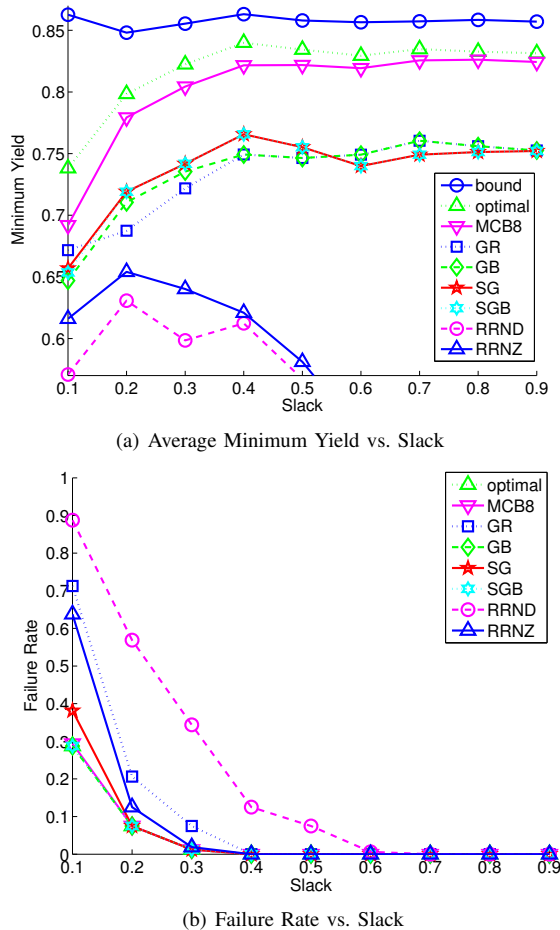 0.85
0.8
0.75
0.7
0.65
0.6
Minimum Yield
bound
optimal
MCB8
GR
GB
SG
SGB
RRND
RRNZ
0.1 0.2 0.3 0.4 0.5 0.6 0.7 0.8 0.9
Slack
(a) Average Minimum Yield vs. Slack
1
0.9
0.8
0.7
0.6
0.5
0.4
0.3
0.2
0.1
0
Failure Rate
optimal
MCB8
GR
GB
SG
SGB
RRND
RRNZ
0.1 0.2 0.3 0.4 0.5 0.6 0.7 0.8 0.9
Slack
(b) Failure Rate vs. Slack